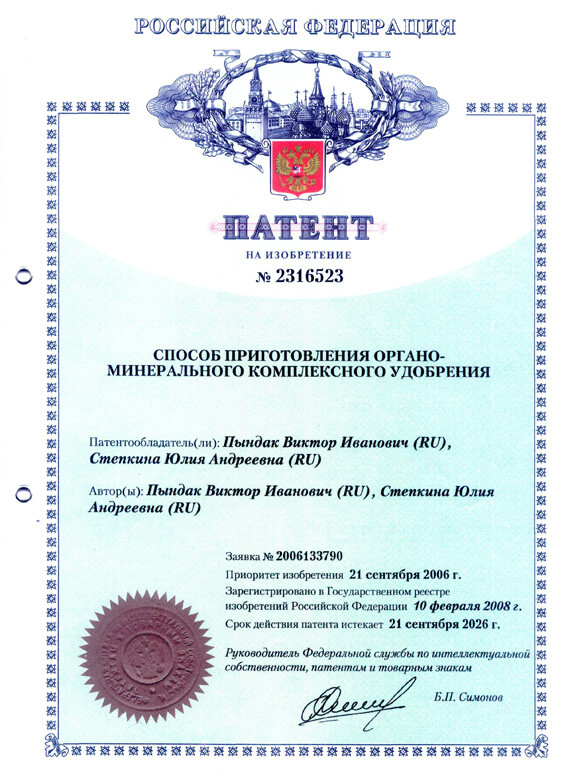 РОССИЙСКАЯ ФЕДЕРАЦИЯ
ПАТЕНТ
НА ИЗОБРЕТЕНИЕ
№ 2316523
СПОСОБ ПРИГОТОВЛЕНИЯ ОРГАНО-
МИНЕРАЛЬНОГО КОМПЛЕКСНОГО УДОБРЕНИЯ
Патентообладатель(ли): Пындак Виктор Иванович (RU),
Степкина Юлия Андреевна (RU)
Автор(ы): Пындак Виктор Иванович (RU), Степкина Юлия
Андреевна (RU)
Заявка № 2006133790
Приоритет изобретения 21 сентября 2006 г.
Зарегистрировано в Государственном реестре
изобретений Российской Федерации 10 февраля 2008 г.
Срок действия патента истекает 21 сентября 2026 г.
Руководитель Федеральной службы по интеллектуальной
собственности, патентам и товарным знакам
Б.П. Симонов